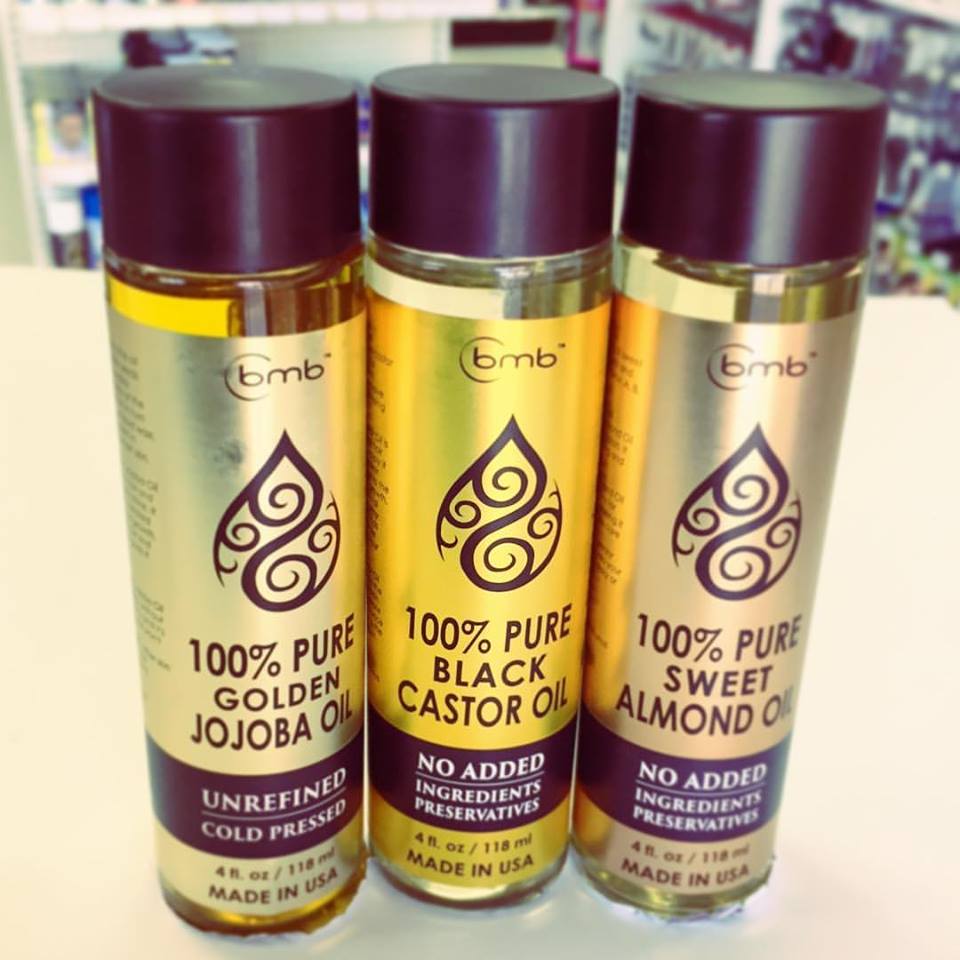 bmb™
100% PURE
GOLDEN
JOJOBA OIL
UNREFINED
COLD PRESSED
4 fl. oz / 118 ml
MADE IN USA
bmb™
100% PURE
BLACK
CASTOR OIL
NO ADDED
INGREDIENTS
PRESERVATIVES
4 fl. oz / 118 ml
MADE IN USA
bmb™
100% PURE
SWEET
ALMOND OIL
NO ADDED
INGREDIENTS
PRESERVATIVES
4 fl. oz / 118 ml
MADE IN USA